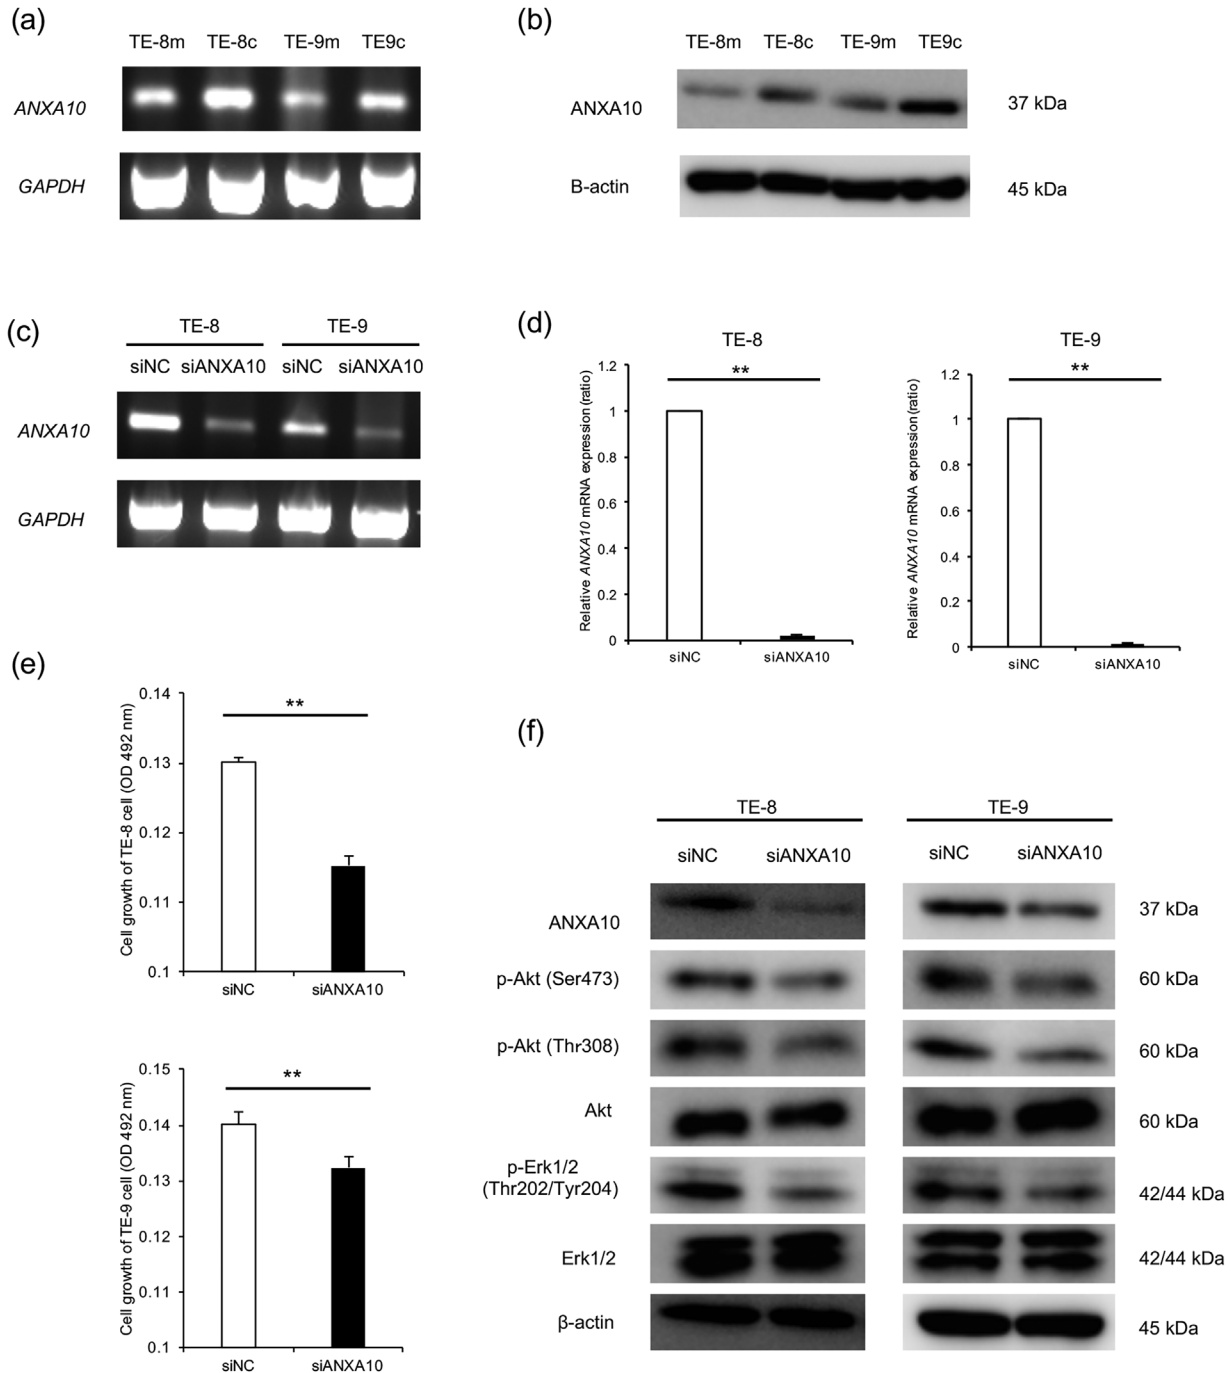 (a)
TE-8m TE-8c TE-9m TE9c
ANXA10
GAPDH
(b)
TE-8m TE-8c TE-9m TE9c
ANXA10 37 kDa
B-actin 45 kDa
(c)
TE-8 TE-9
siNC siANXA10 siNC siANXA10
ANXA10
GAPDH
(d)
TE-8
**
Relative ANXA10 mRNA expression (ratio)
1.2
1
0.8
0.6
0.4
0.2
0
siNC siANXA10
TE-9
**
Relative ANXA10 mRNA expression (ratio)
1.2
1
0.8
0.6
0.4
0.2
0
siNC siANXA10
(e)
**
Cell growth of TE-8 cell (OD 492 nm)
0.14
0.13
0.12
0.11
0.1
siNC siANXA10
**
Cell growth of TE-9 cell (OD 492 nm)
0.15
0.14
0.13
0.12
0.11
0.1
siNC siANXA10
(f)
TE-8 TE-9
siNC siANXA10 siNC siANXA10
ANXA10 37 kDa
p-Akt (Ser473) 60 kDa
p-Akt (Thr308) 60 kDa
Akt 60 kDa
p-Erk1/2
(Thr202/Tyr204) 42/44 kDa
Erk1/2 42/44 kDa
β-actin 45 kDa